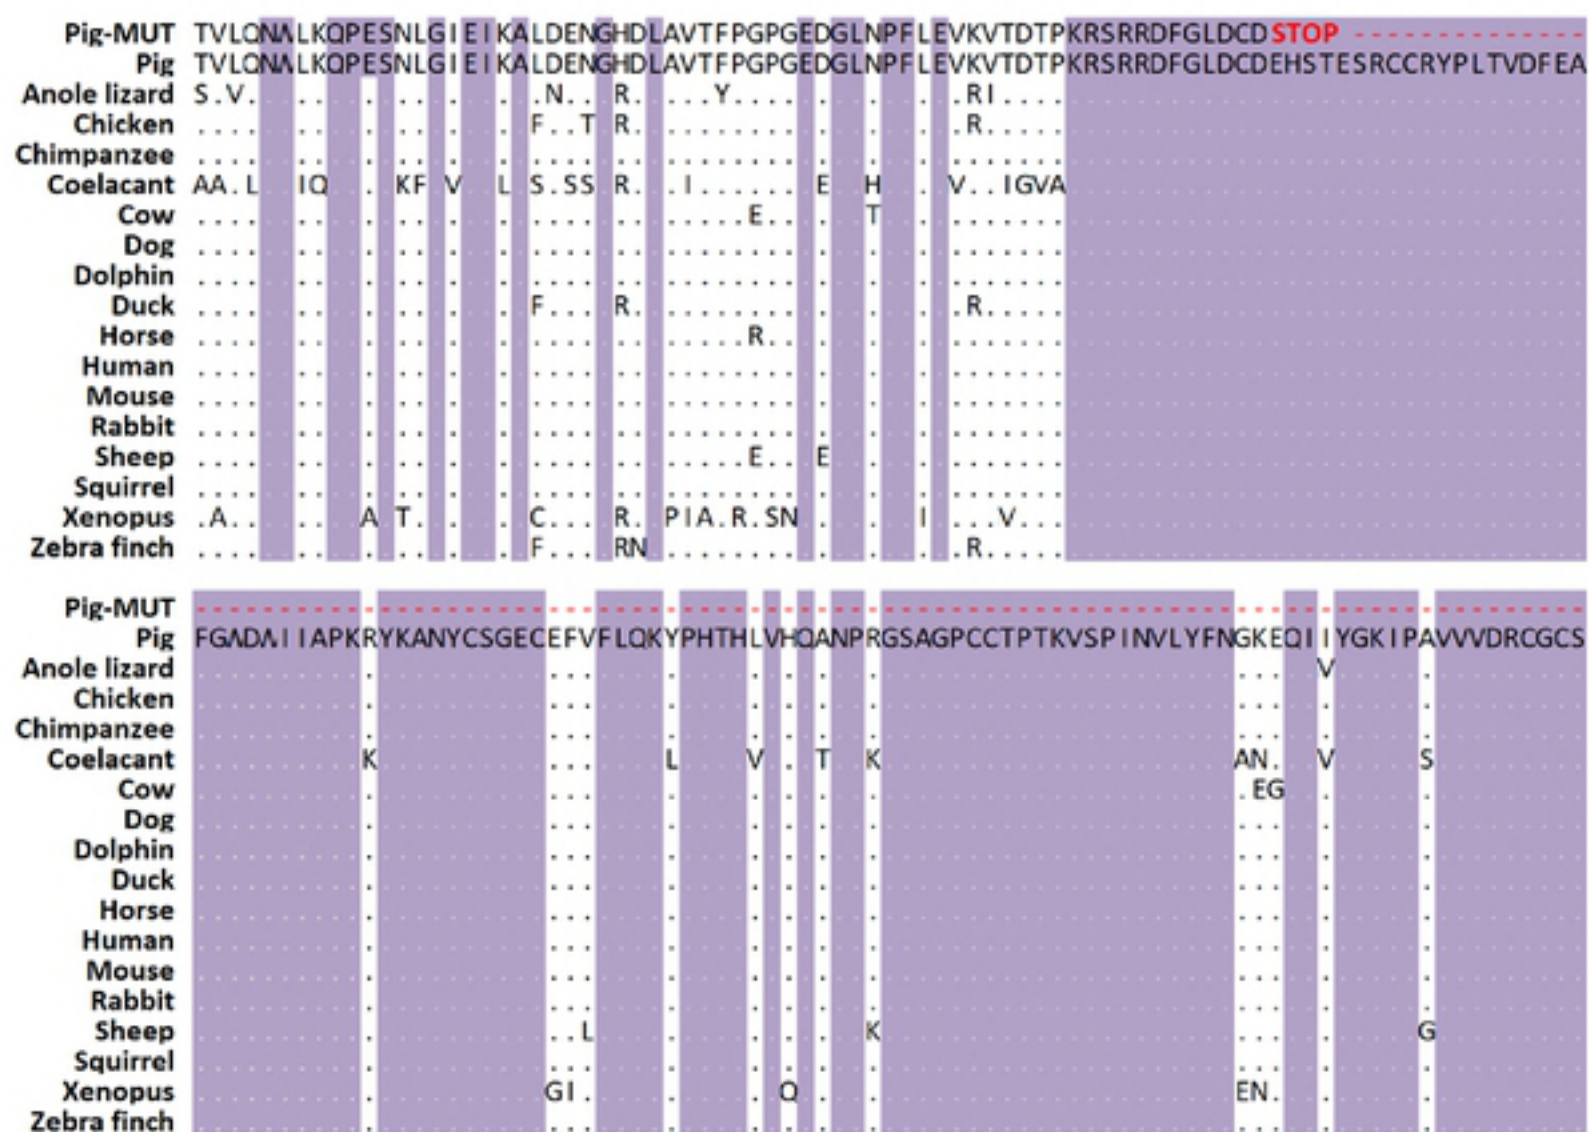 Pig-MUT TVLQNALKQPESNLGIEIKALDENGHDLAVTFPGPGEDGLNPFLEVKVTDTPKRSRRDFGLDCDSTOP--------------
Pig TVLQNALKQPESNLGIEIKALDENGHDLAVTFPGPGEDGLNPFLEVKVTDTPKRSRRDFGLDCDEHSTESRCCRYPLTVDFEA
Anole lizard S.V..................N...R.....Y..............RI...................................
Chicken ....................F..T.R....................R....................................
Chimpanzee ...................................................................................
Coelacant AA.L..IQ....KF.V..L.S.SS.R...I.......E..H....V..IGVA...............................
Cow .................................E......T..........................................
Dog ...................................................................................
Dolphin ...................................................................................
Duck ....................F....R....................R....................................
Horse .................................R.................................................
Human ...................................................................................
Mouse ...................................................................................
Rabbit ...................................................................................
Sheep .................................E...E.............................................
Squirrel ...................................................................................
Xenopus .A........A.T.......C....R..PIA.R.SN.......I....V..................................
Zebra finch ....................F....RN...................R....................................
Pig-MUT -----------------------------------------------------------------------------------
Pig FGADAIIAPKRYKANYCSGECEFVFLQKYPHTHLVHQANPRGSAGPCCTPTKVSPINVLYFNGKEQIIYGKIPAVVVDRCGCS
Anole lizard ...................................................................V...............
Chicken ...................................................................................
Chimpanzee ...................................................................................
Coelacant ..........K.................L....V...T..K.....................AN...V.....S.........
Cow ...............................................................EG..................
Dog ...................................................................................
Dolphin ...................................................................................
Duck ...................................................................................
Horse ...................................................................................
Human ...................................................................................
Mouse ...................................................................................
Rabbit ...................................................................................
Sheep .......................L................K................................G.........
Squirrel ...................................................................................
Xenopus .....................GI............Q..........................EN...................
Zebra finch ...................................................................................